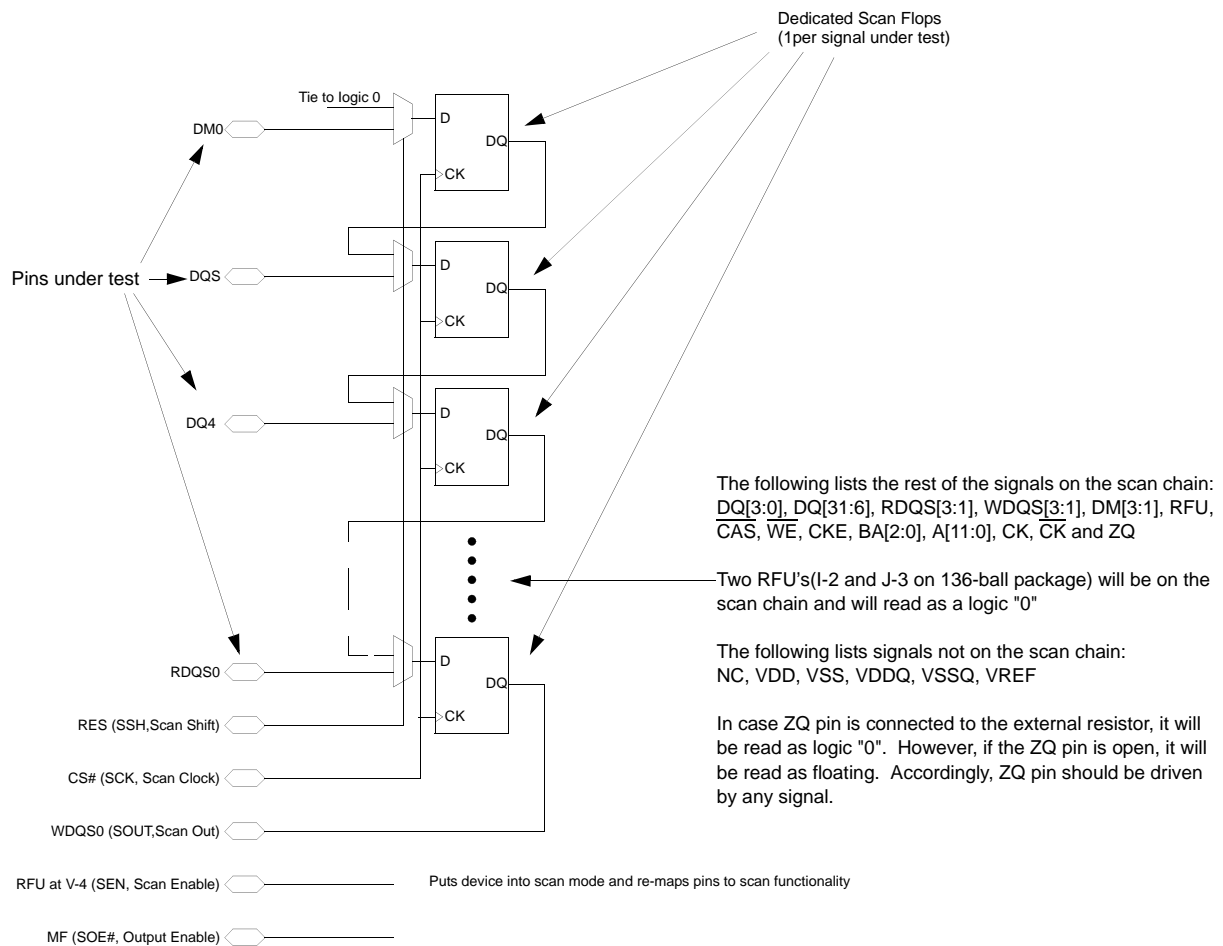 Dedicated Scan Flops
(1per signal under test)
Tie to logic 0
D
DM0
DQ
CK
D
Pins under test
DQS
DQ
CK
D
DQ4
DQ
CK
The following lists the rest of the signals on the scan chain:
DQ[3:0], DQ[31:6], RDQS[3:1], WDQS[3:1], DM[3:1], RFU,
CAS, WE, CKE, BA[2:0], A[11:0], CK, CK and ZQ
Two RFU's(I-2 and J-3 on 136-ball package) will be on the
scan chain and will read as a logic "0"
The following lists signals not on the scan chain:
NC, VDD, VSS, VDDQ, VSSQ, VREF
In case ZQ pin is connected to the external resistor, it will
be read as logic "0".  However, if the ZQ pin is open, it will
be read as floating.  Accordingly, ZQ pin should be driven
by any signal.
D
RDQS0
DQ
CK
RES (SSH,Scan Shift)
CS# (SCK, Scan Clock)
WDQS0 (SOUT,Scan Out)
RFU at V-4 (SEN, Scan Enable)
Puts device into scan mode and re-maps pins to scan functionality
MF (SOE#, Output Enable)